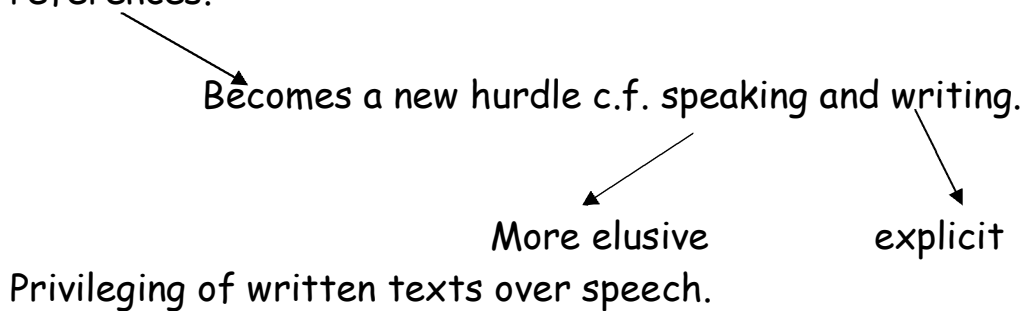 references.
Becomes a new hurdle c.f. speaking and writing.
More elusive explicit
Privileging of written texts over speech.